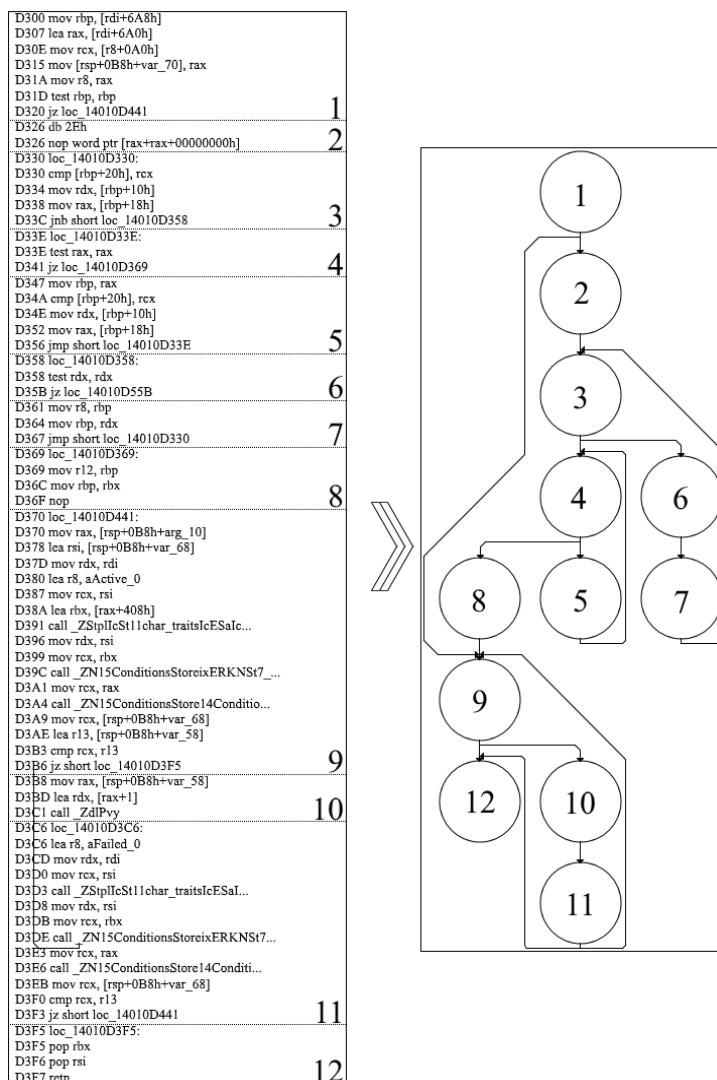 D300 mov rbp, [rdi+6A8h]
D307 lea rax, [rdi+6A0h]
D30E mov rcx, [r8+0A0h]
D315 mov [rsp+0B8h+var_70], rax
D31A mov r8, rax
D31D test rbp, rbp
D320 jz loc_14010D441
1
D326 db 2Eh
D326 nop word ptr [rax+rax+00000000h]
2
D330 loc_14010D330:
D330 cmp [rbp+20h], rcx
D334 mov rdx, [rbp+10h]
D338 mov rax, [rbp+18h]
D33C jnb short loc_14010D358
3
D33E loc_14010D33E:
D33E test rax, rax
D341 jz loc_14010D369
4
D347 mov rbp, rax
D34A cmp [rbp+20h], rcx
D34E mov rdx, [rbp+10h]
D352 mov rax, [rbp+18h]
D356 jmp short loc_14010D33E
5
D358 loc_14010D358:
D358 test rdx, rdx
D35B jz loc_14010D55B
6
D361 mov r8, rbp
D364 mov rbp, rdx
D367 jmp short loc_14010D330
7
D369 loc_14010D369:
D369 mov r12, rbp
D36C mov rbp, rbx
D36F nop
8
D370 loc_14010D441:
D370 mov rax, [rsp+0B8h+arg_10]
D378 lea rsi, [rsp+0B8h+var_68]
D37D mov rdx, rdi
D380 lea r8, aActive_0
D387 mov rcx, rsi
D38A lea rbx, [rax+408h]
D391 call _ZStplIcSt11char_traitsIcESaIc...
D396 mov rdx, rsi
D399 mov rcx, rbx
D39C call _ZN15ConditionsStoreixERKNSt7_...
D3A1 mov rcx, rax
D3A4 call _ZN15ConditionsStore14Conditio...
D3A9 mov rcx, [rsp+0B8h+var_68]
D3AE lea r13, [rsp+0B8h+var_58]
D3B3 cmp rcx, r13
D3B6 jz short loc_14010D3F5
9
D3B8 mov rax, [rsp+0B8h+var_58]
D3BD lea rdx, [rax+1]
D3C1 call _ZdlPvy
10
D3C6 loc_14010D3C6:
D3C6 lea r8, aFailed_0
D3CD mov rdx, rdi
D3D0 mov rcx, rsi
D3D3 call _ZStplIcSt11char_traitsIcESaI...
D3D8 mov rdx, rsi
D3DB mov rcx, rbx
D3DE call _ZN15ConditionsStoreixERKNSt7...
D3E3 mov rcx, rax
D3E6 call _ZN15ConditionsStore14Conditi...
D3EB mov rcx, [rsp+0B8h+var_68]
D3F0 cmp rcx, r13
D3F3 jz short loc_14010D441
11
D3F5 loc_14010D3F5:
D3F5 pop rbx
D3F6 pop rsi
D3F7 retn
12
1
2
3
4
6
8
5
7
9
12
10
11